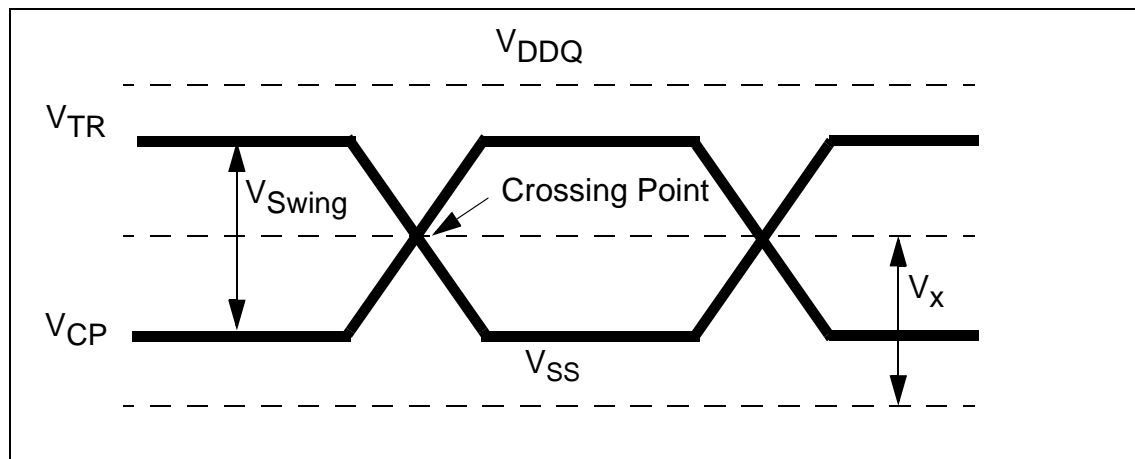 VDDQ
VTR
VSwing
Crossing Point
Vx
VCP
VSS